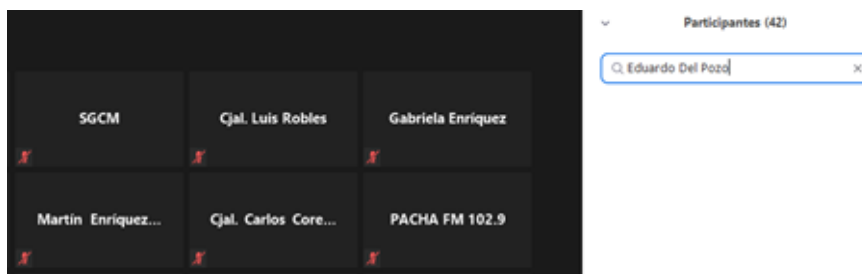 Participantes (42)
Eduardo Del Pozo
SGCM
Cjal. Luis Robles
Gabriela Enríquez
Martín Enríquez...
Cjal. Carlos Core...
PACHA FM 102.9